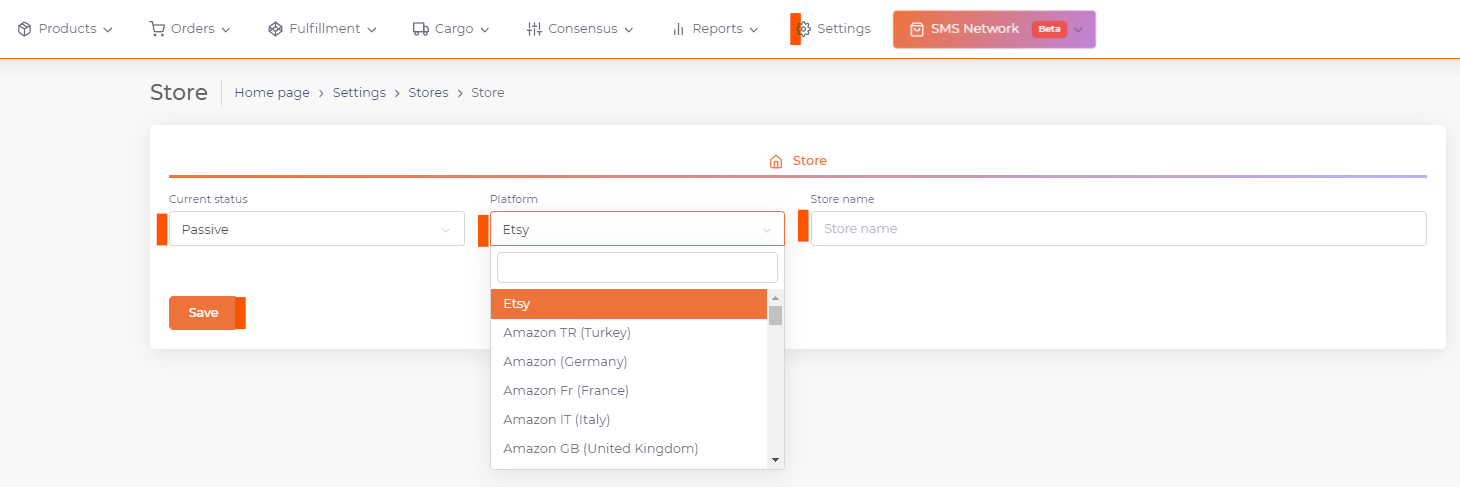 Products Orders Fulfillment Cargo Consensus Reports Settings SMS Network Beta
Store Home page > Settings > Stores > Store
Store
Current status Platform Store name
Passive Etsy Store name
Etsy
Save
Amazon TR (Turkey)
Amazon (Germany)
Amazon Fr (France)
Amazon IT (Italy)
Amazon GB (United Kingdom)